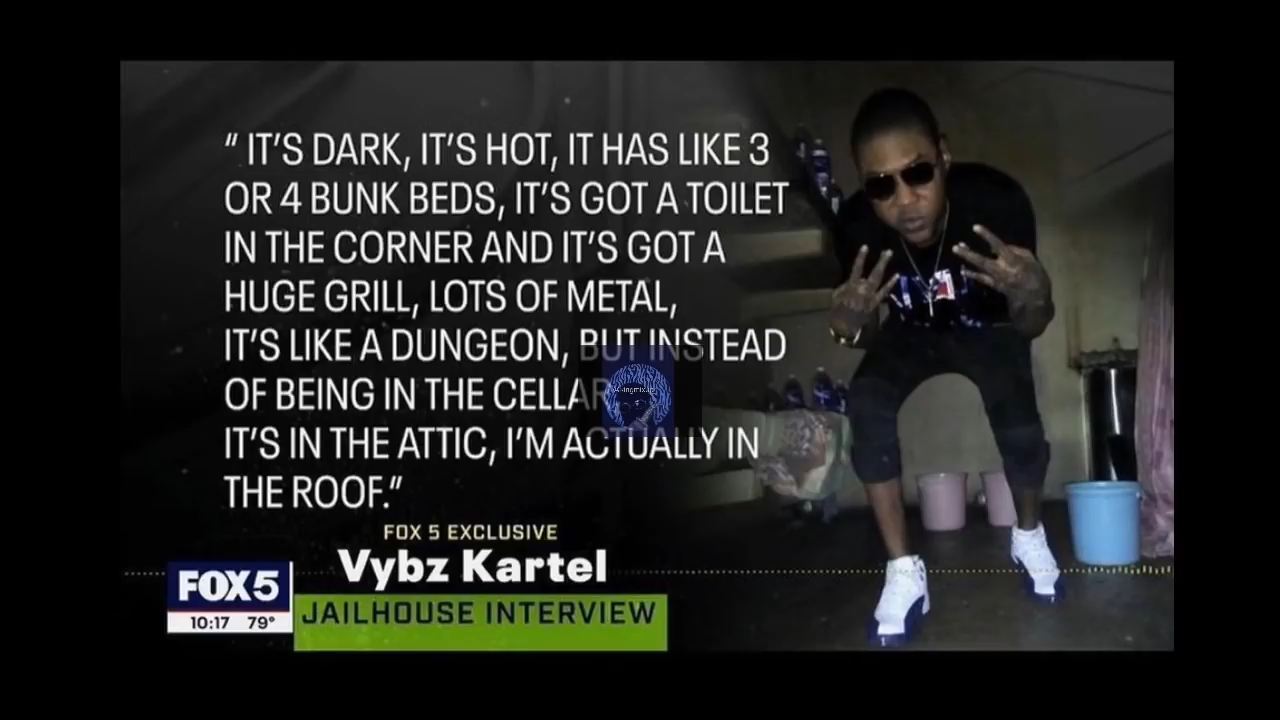 “ IT’S DARK, IT’S HOT, IT HAS LIKE 3
OR 4 BUNK BEDS, IT’S GOT A TOILET
IN THE CORNER AND IT’S GOT A
HUGE GRILL, LOTS OF METAL,
IT’S LIKE A DUNGEON, BUT INSTEAD
OF BEING IN THE CELLAR
IT’S IN THE ATTIC, I’M ACTUALLY IN
THE ROOF.”
FOX 5 EXCLUSIVE
Vybz Kartel
JAILHOUSE INTERVIEW
FOX 5
10:17 79°